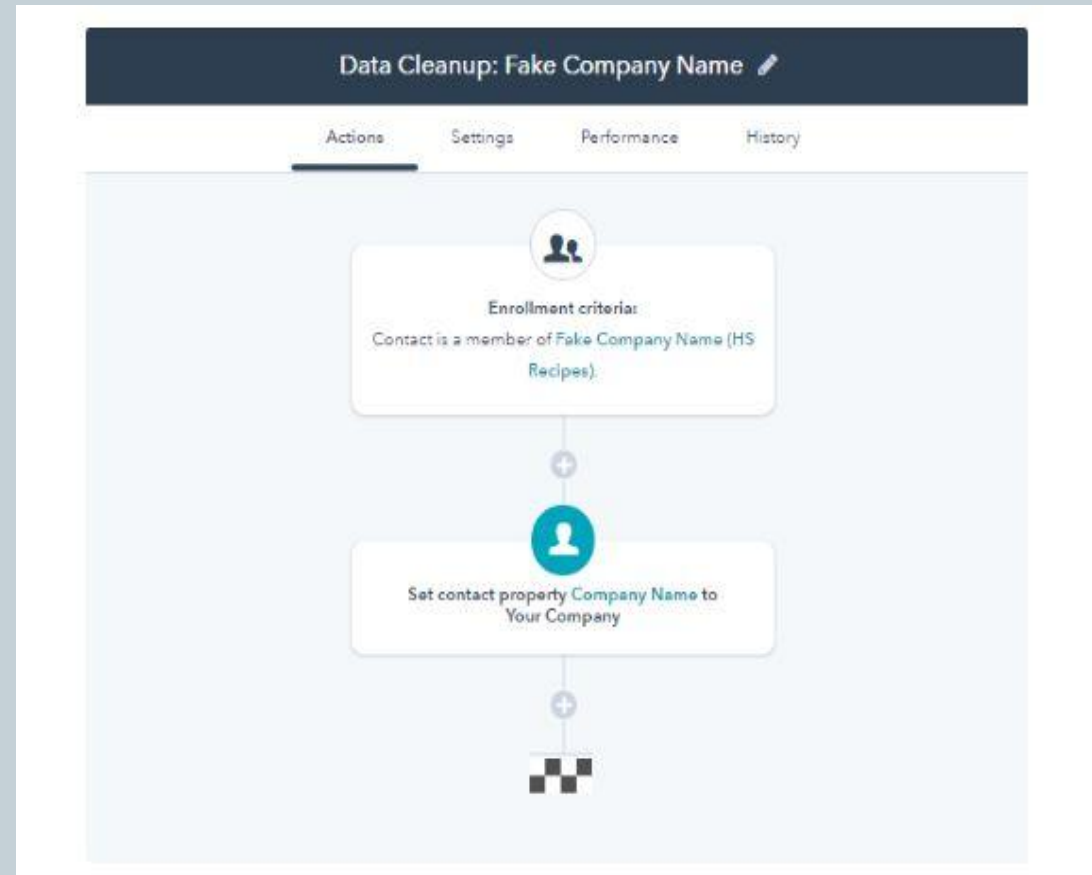 Data Cleanup: Fake Company Name
Actions Settings Performance History
Enrollment criteria:
Contact is a member of Fake Company Name (HS
Recipes).
Set contact property Company Name to
Your Company